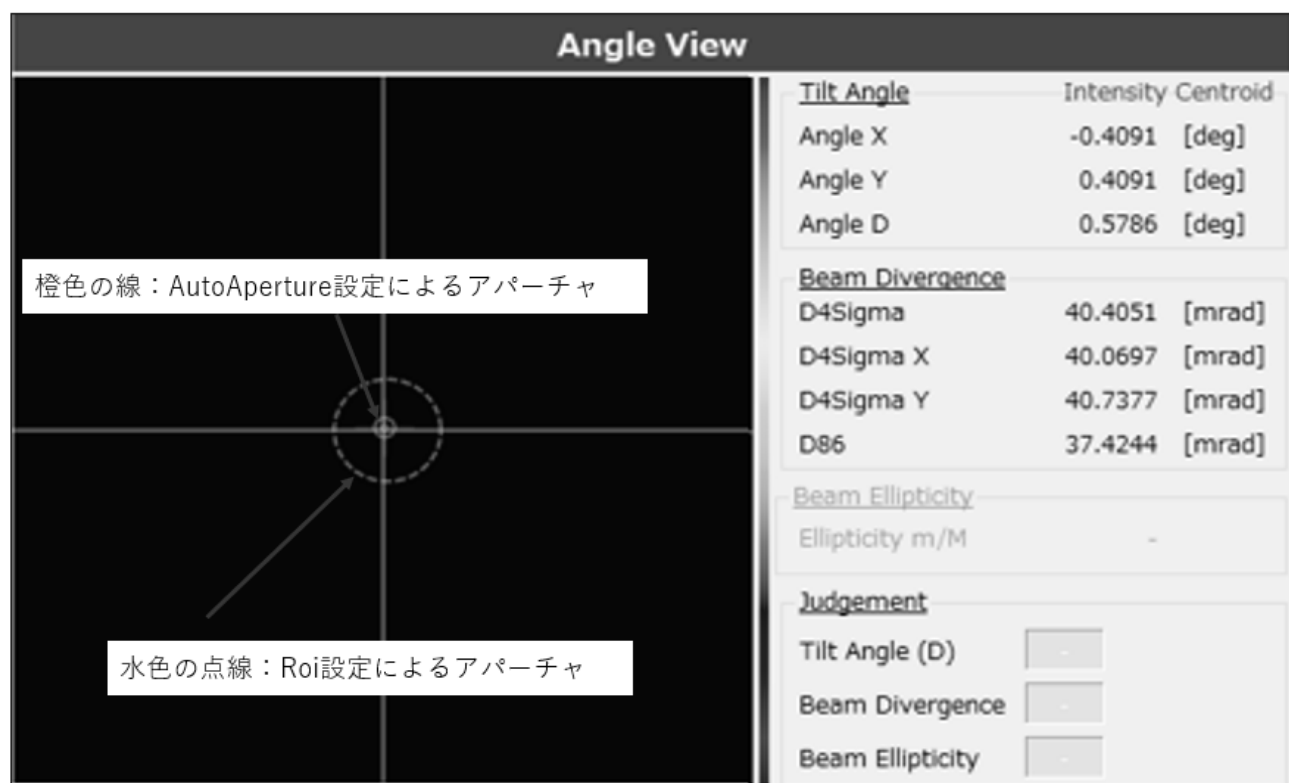 Angle View
Tilt Angle Intensity Centroid
Angle X -0.4091 [deg]
Angle Y 0.4091 [deg]
Angle D 0.5786 [deg]
橙色の線：AutoAperture設定によるアパーチャ
Beam Divergence
D4Sigma 40.4051 [mrad]
D4Sigma X 40.0697 [mrad]
D4Sigma Y 40.7377 [mrad]
D86 37.4244 [mrad]
Beam Ellipticity
Ellipticity m/M -
水色の点線：Roi設定によるアパーチャ
Judgement
Tilt Angle (D) -
Beam Divergence -
Beam Ellipticity -